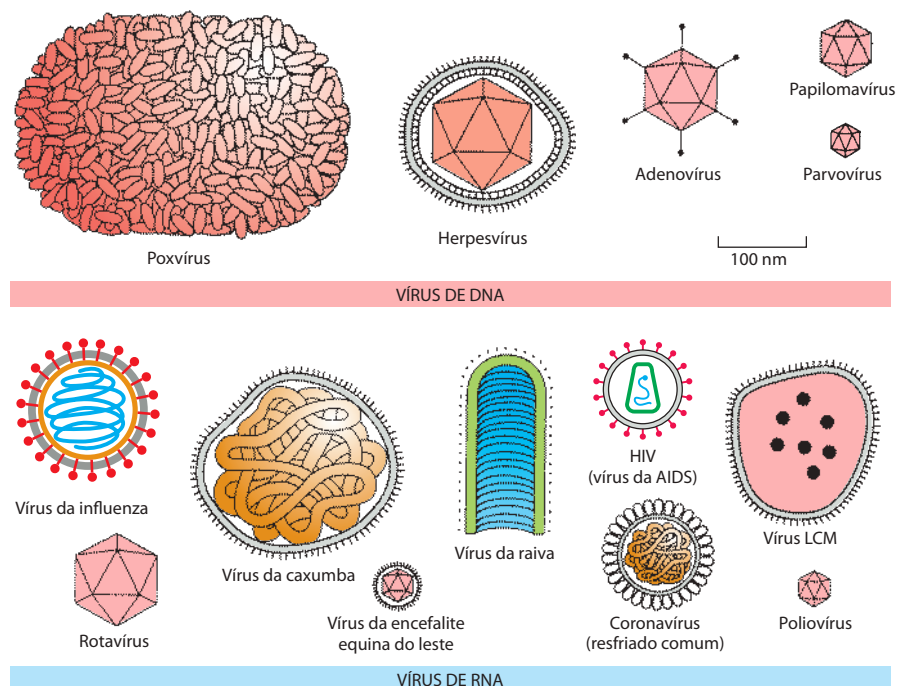 Papilomavírus
Adenovírus
Parvovírus
Herpesvírus
Poxvírus
100 nm
VÍRUS DE DNA
HIV
(vírus da AIDS)
Vírus da influenza
Vírus LCM
Vírus da raiva
Vírus da caxumba
Rotavírus
Vírus da encefalite
equina do leste
Coronavírus
(resfriado comum)
Poliovírus
VÍRUS DE RNA